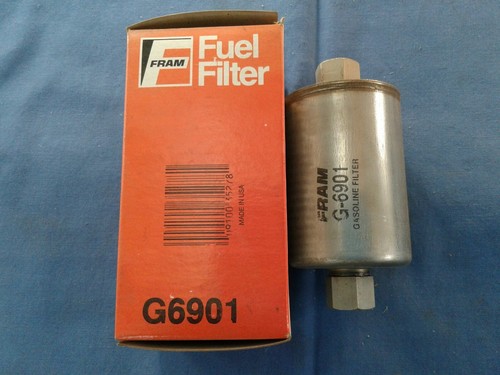 FRAM
Fuel
Filter
MADE IN USA
G6901
FRAM
G-6901
GASOLINE FILTER